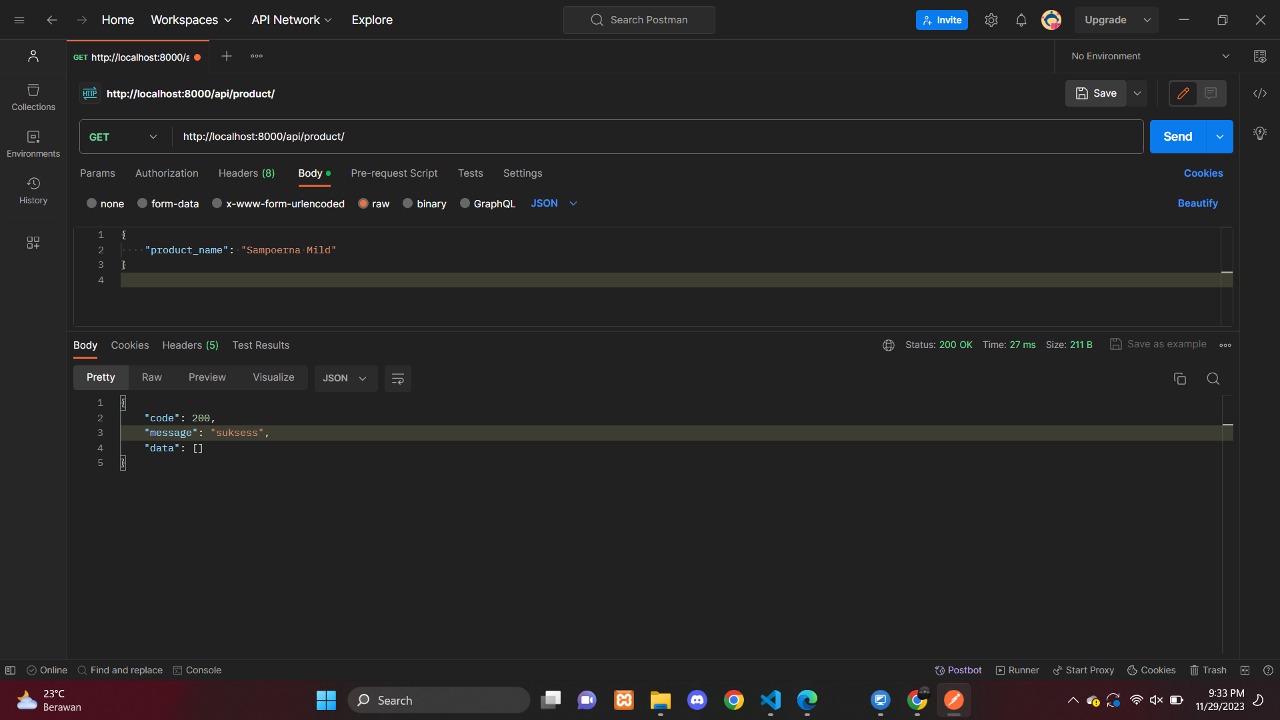 Home Workspaces API Network Explore Search Postman Invite Upgrade
GET http://localhost:8000/a No Environment
HTTP http://localhost:8000/api/product/ Save
GET http://localhost:8000/api/product/ Send
Params Authorization Headers (8) Body Pre-request Script Tests Settings Cookies
none form-data x-www-form-urlencoded raw binary GraphQL JSON Beautify
Collections
Environments
History
1 {
2 "product_name": "Sampoerna Mild"
3 }
4
Body Cookies Headers (5) Test Results Status: 200 OK Time: 27 ms Size: 211 B Save as example
Pretty Raw Preview Visualize JSON
1 {
2 "code": 200,
3 "message": "suksess",
4 "data": []
5 }
Online Find and replace Console Postbot Runner Start Proxy Cookies Trash
23°C
Berawan
Search
9:33 PM
11/29/2023